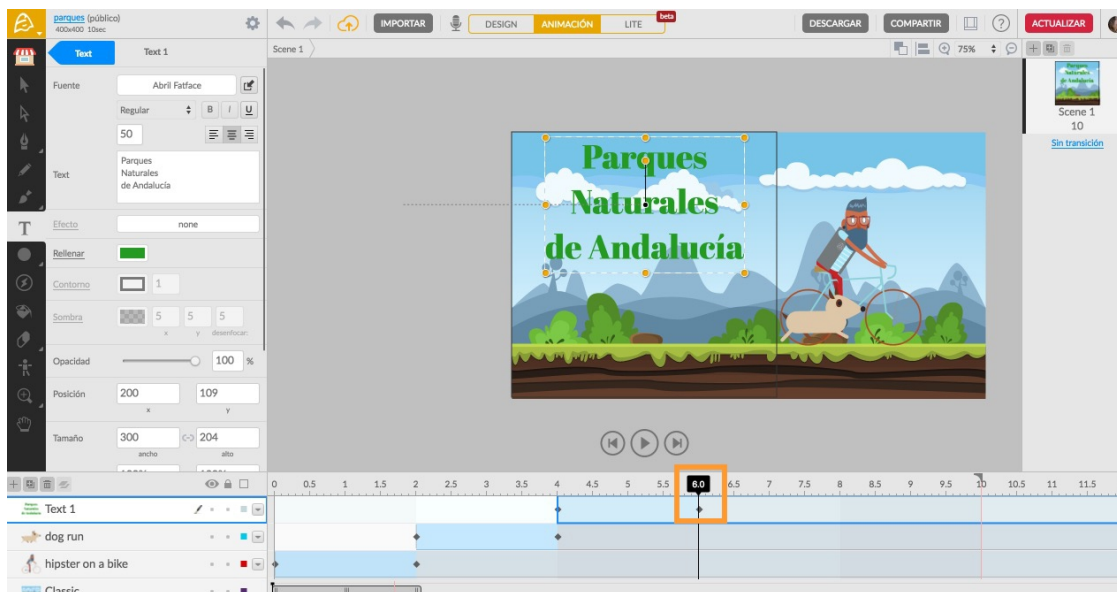 parques (público)
400x400 10sec
IMPORTAR
DESIGN
ANIMACIÓN
LITE
beta
DESCARGAR
COMPARTIR
?
ACTUALIZAR
Text
Text 1
Scene 1
75%
Fuente
Abril Fatface
Regular
B I U
50
Text
Parques
Naturales
de Andalucía
T
Efecto
none
Rellenar
Contorno
1
Sombra
5 5 5
x y desenfocar:
Opacidad
100 %
Posición
200 109
x y
Tamaño
300 204
ancho alto
Parques
Naturales
de Andalucía
Parques
Naturales
de Andalucía
Scene 1
10
Sin transición
0 0.5 1 1.5 2 2.5 3 3.5 4 4.5 5 5.5 6.0 6.5 7 7.5 8 8.5 9 9.5 10 10.5 11 11.5
Text 1
dog run
hipster on a bike
Classic